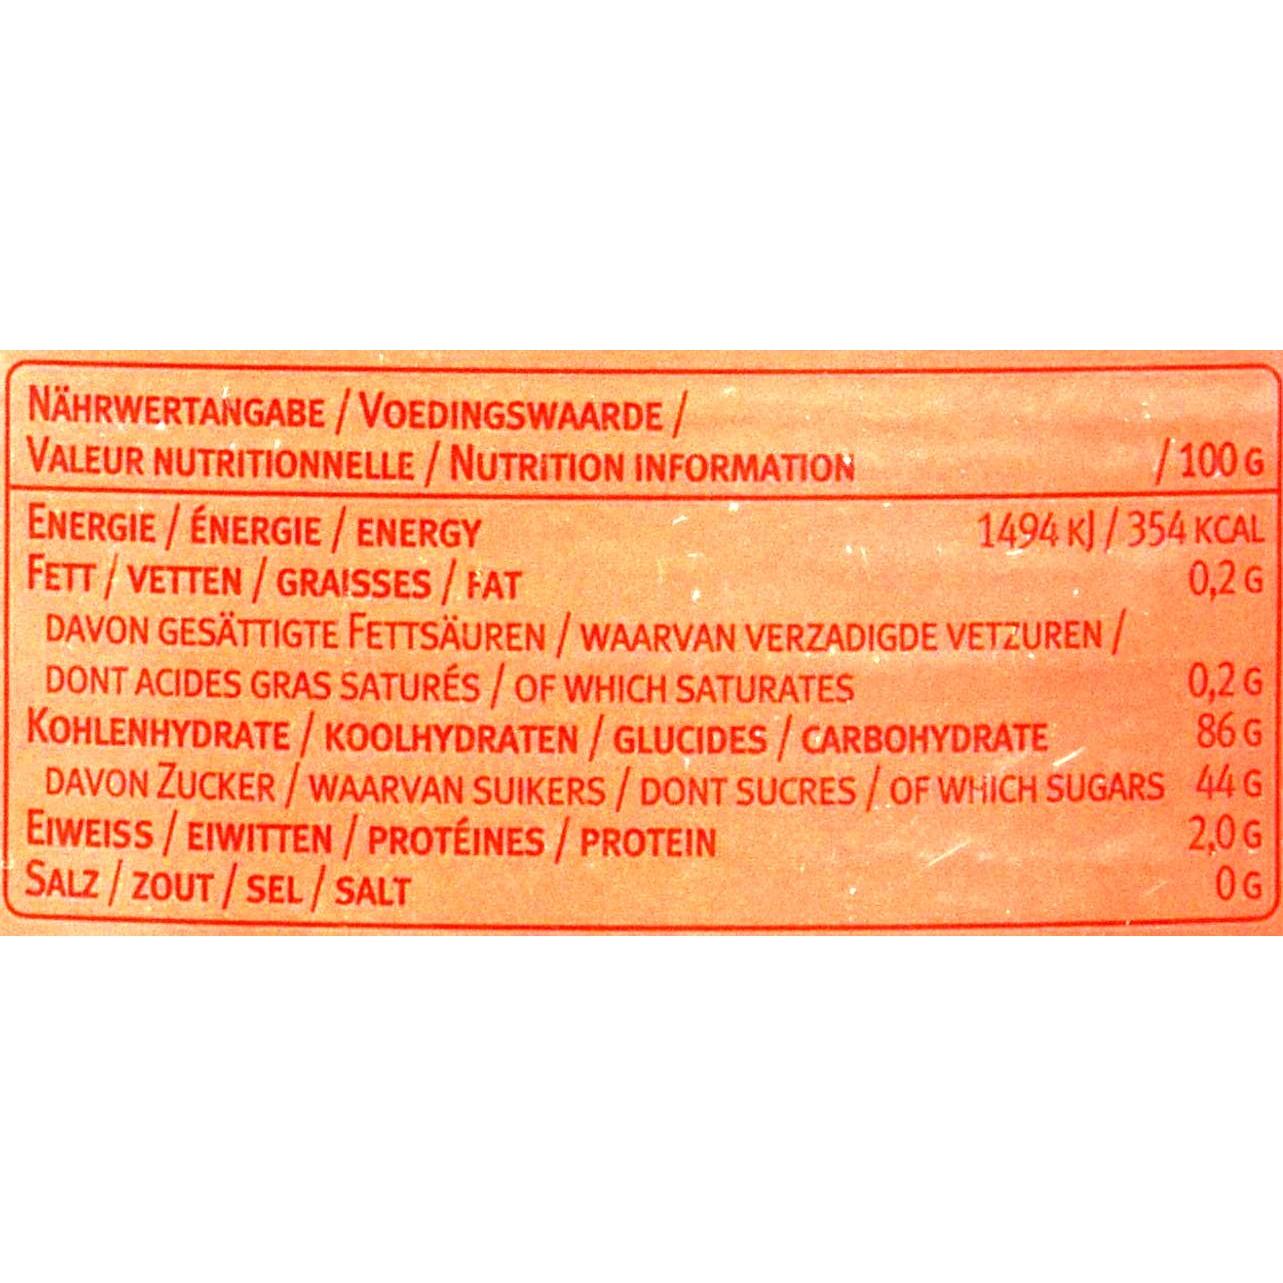 NÄHRWERTANGABE / VOEDINGSWAARDE /
VALEUR NUTRITIONNELLE / NUTRITION INFORMATION / 100 G
ENERGIE / ÉNERGIE / ENERGY 1494 KJ / 354 KCAL
FETT / VETTEN / GRAISSES / FAT 0,2 G
DAVON GESÄTTIGTE FETTSÄUREN / WAARVAN VERZADIGDE VETZUREN /
DONT ACIDES GRAS SATURÉS / OF WHICH SATURATES 0,2 G
KOHLENHYDRATE / KOOLHYDRATEN / GLUCIDES / CARBOHYDRATE 86 G
DAVON ZUCKER / WAARVAN SUIKERS / DONT SUCRES / OF WHICH SUGARS 44 G
EIWEISS / EIWITTEN / PROTÉINES / PROTEIN 2,0 G
SALZ / ZOUT / SEL / SALT 0 G